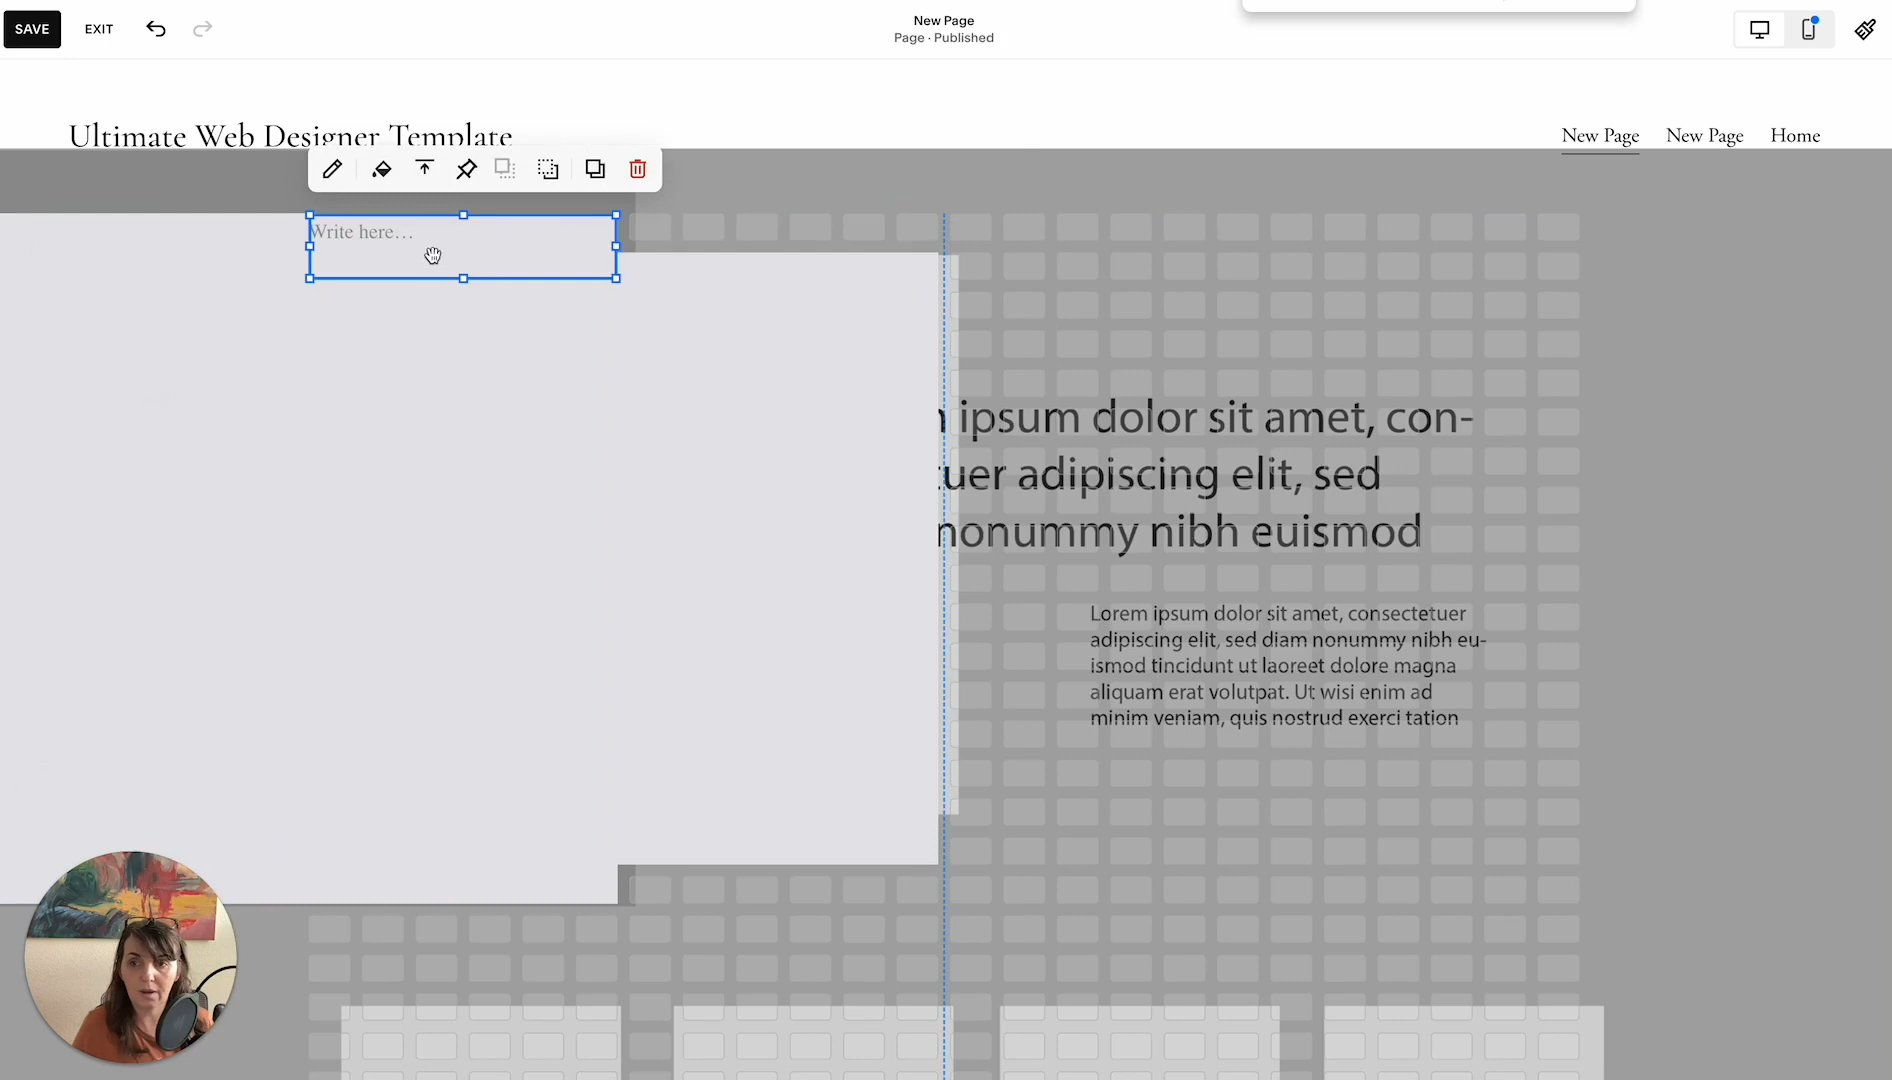 SAVE
EXIT
New Page
Page · Published
Ultimate Web Designer Template
New Page
New Page
Home
Write here…
ipsum dolor sit amet, con-
adipiscing elit, sed
nonummy nibh euismod
Lorem ipsum dolor sit amet, consectetuer
adipiscing elit, sed diam nonummy nibh eu-
ismod tincidunt ut laoreet dolore magna
aliquam erat volutpat. Ut wisi enim ad
minim veniam, quis nostrud exerci tation